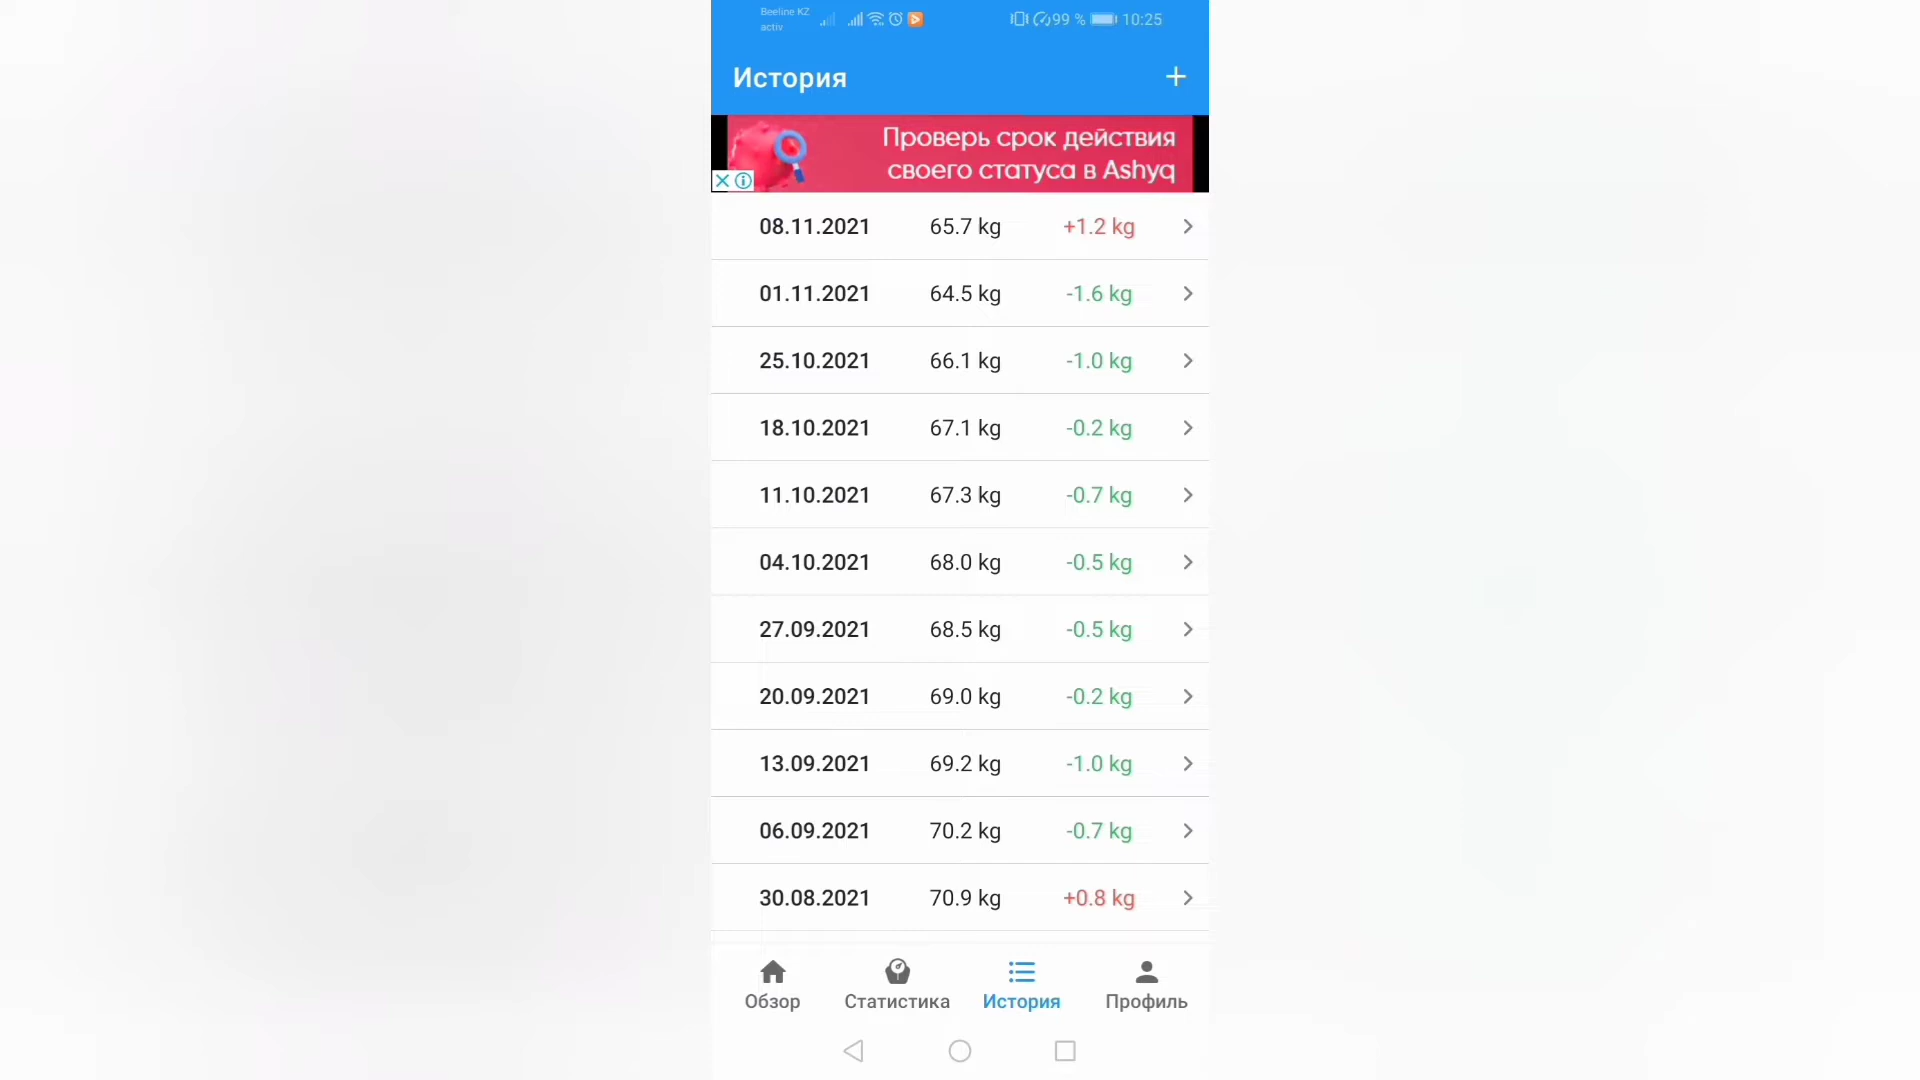 Beeline KZ
activ
99 % 10:25
История
Проверь срок действия
своего статуса в Ashyq
08.11.2021 65.7 kg +1.2 kg
01.11.2021 64.5 kg -1.6 kg
25.10.2021 66.1 kg -1.0 kg
18.10.2021 67.1 kg -0.2 kg
11.10.2021 67.3 kg -0.7 kg
04.10.2021 68.0 kg -0.5 kg
27.09.2021 68.5 kg -0.5 kg
20.09.2021 69.0 kg -0.2 kg
13.09.2021 69.2 kg -1.0 kg
06.09.2021 70.2 kg -0.7 kg
30.08.2021 70.9 kg +0.8 kg
Обзор Статистика История Профиль